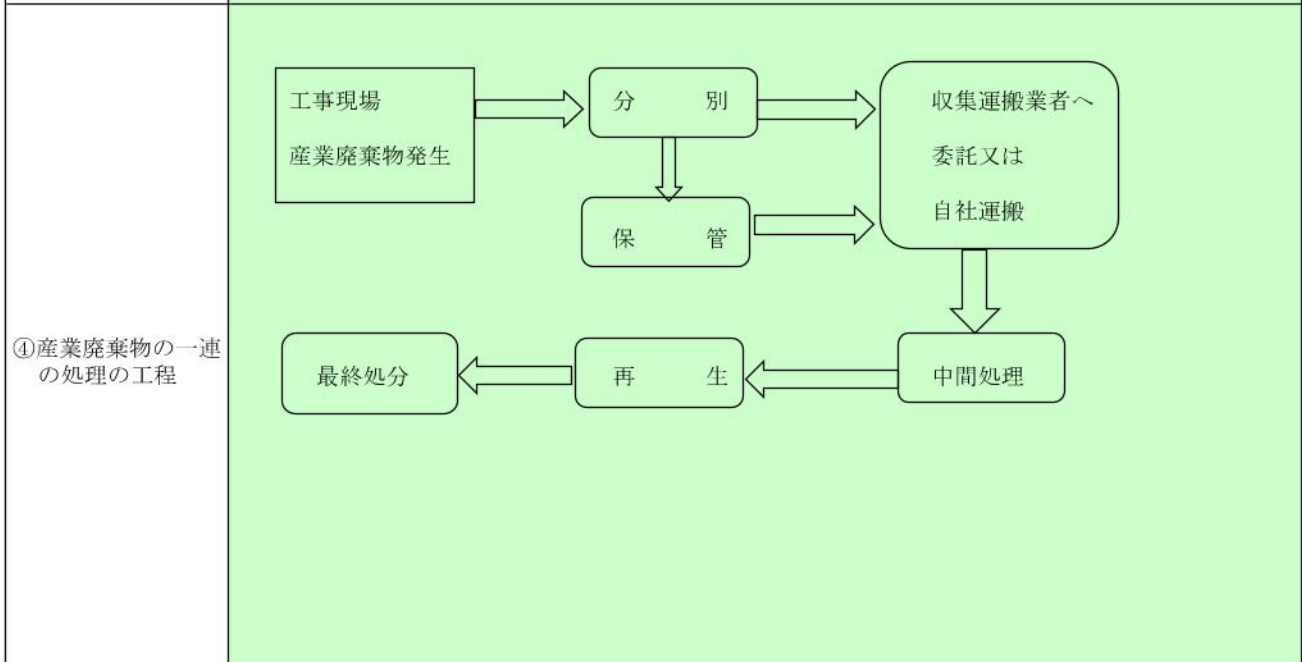 ④産業廃棄物の一連
の処理の工程
工事現場
産業廃棄物発生
分　　　別
保　　　管
収集運搬業者へ
委託又は
自社運搬
中間処理
再　　　生
最終処分